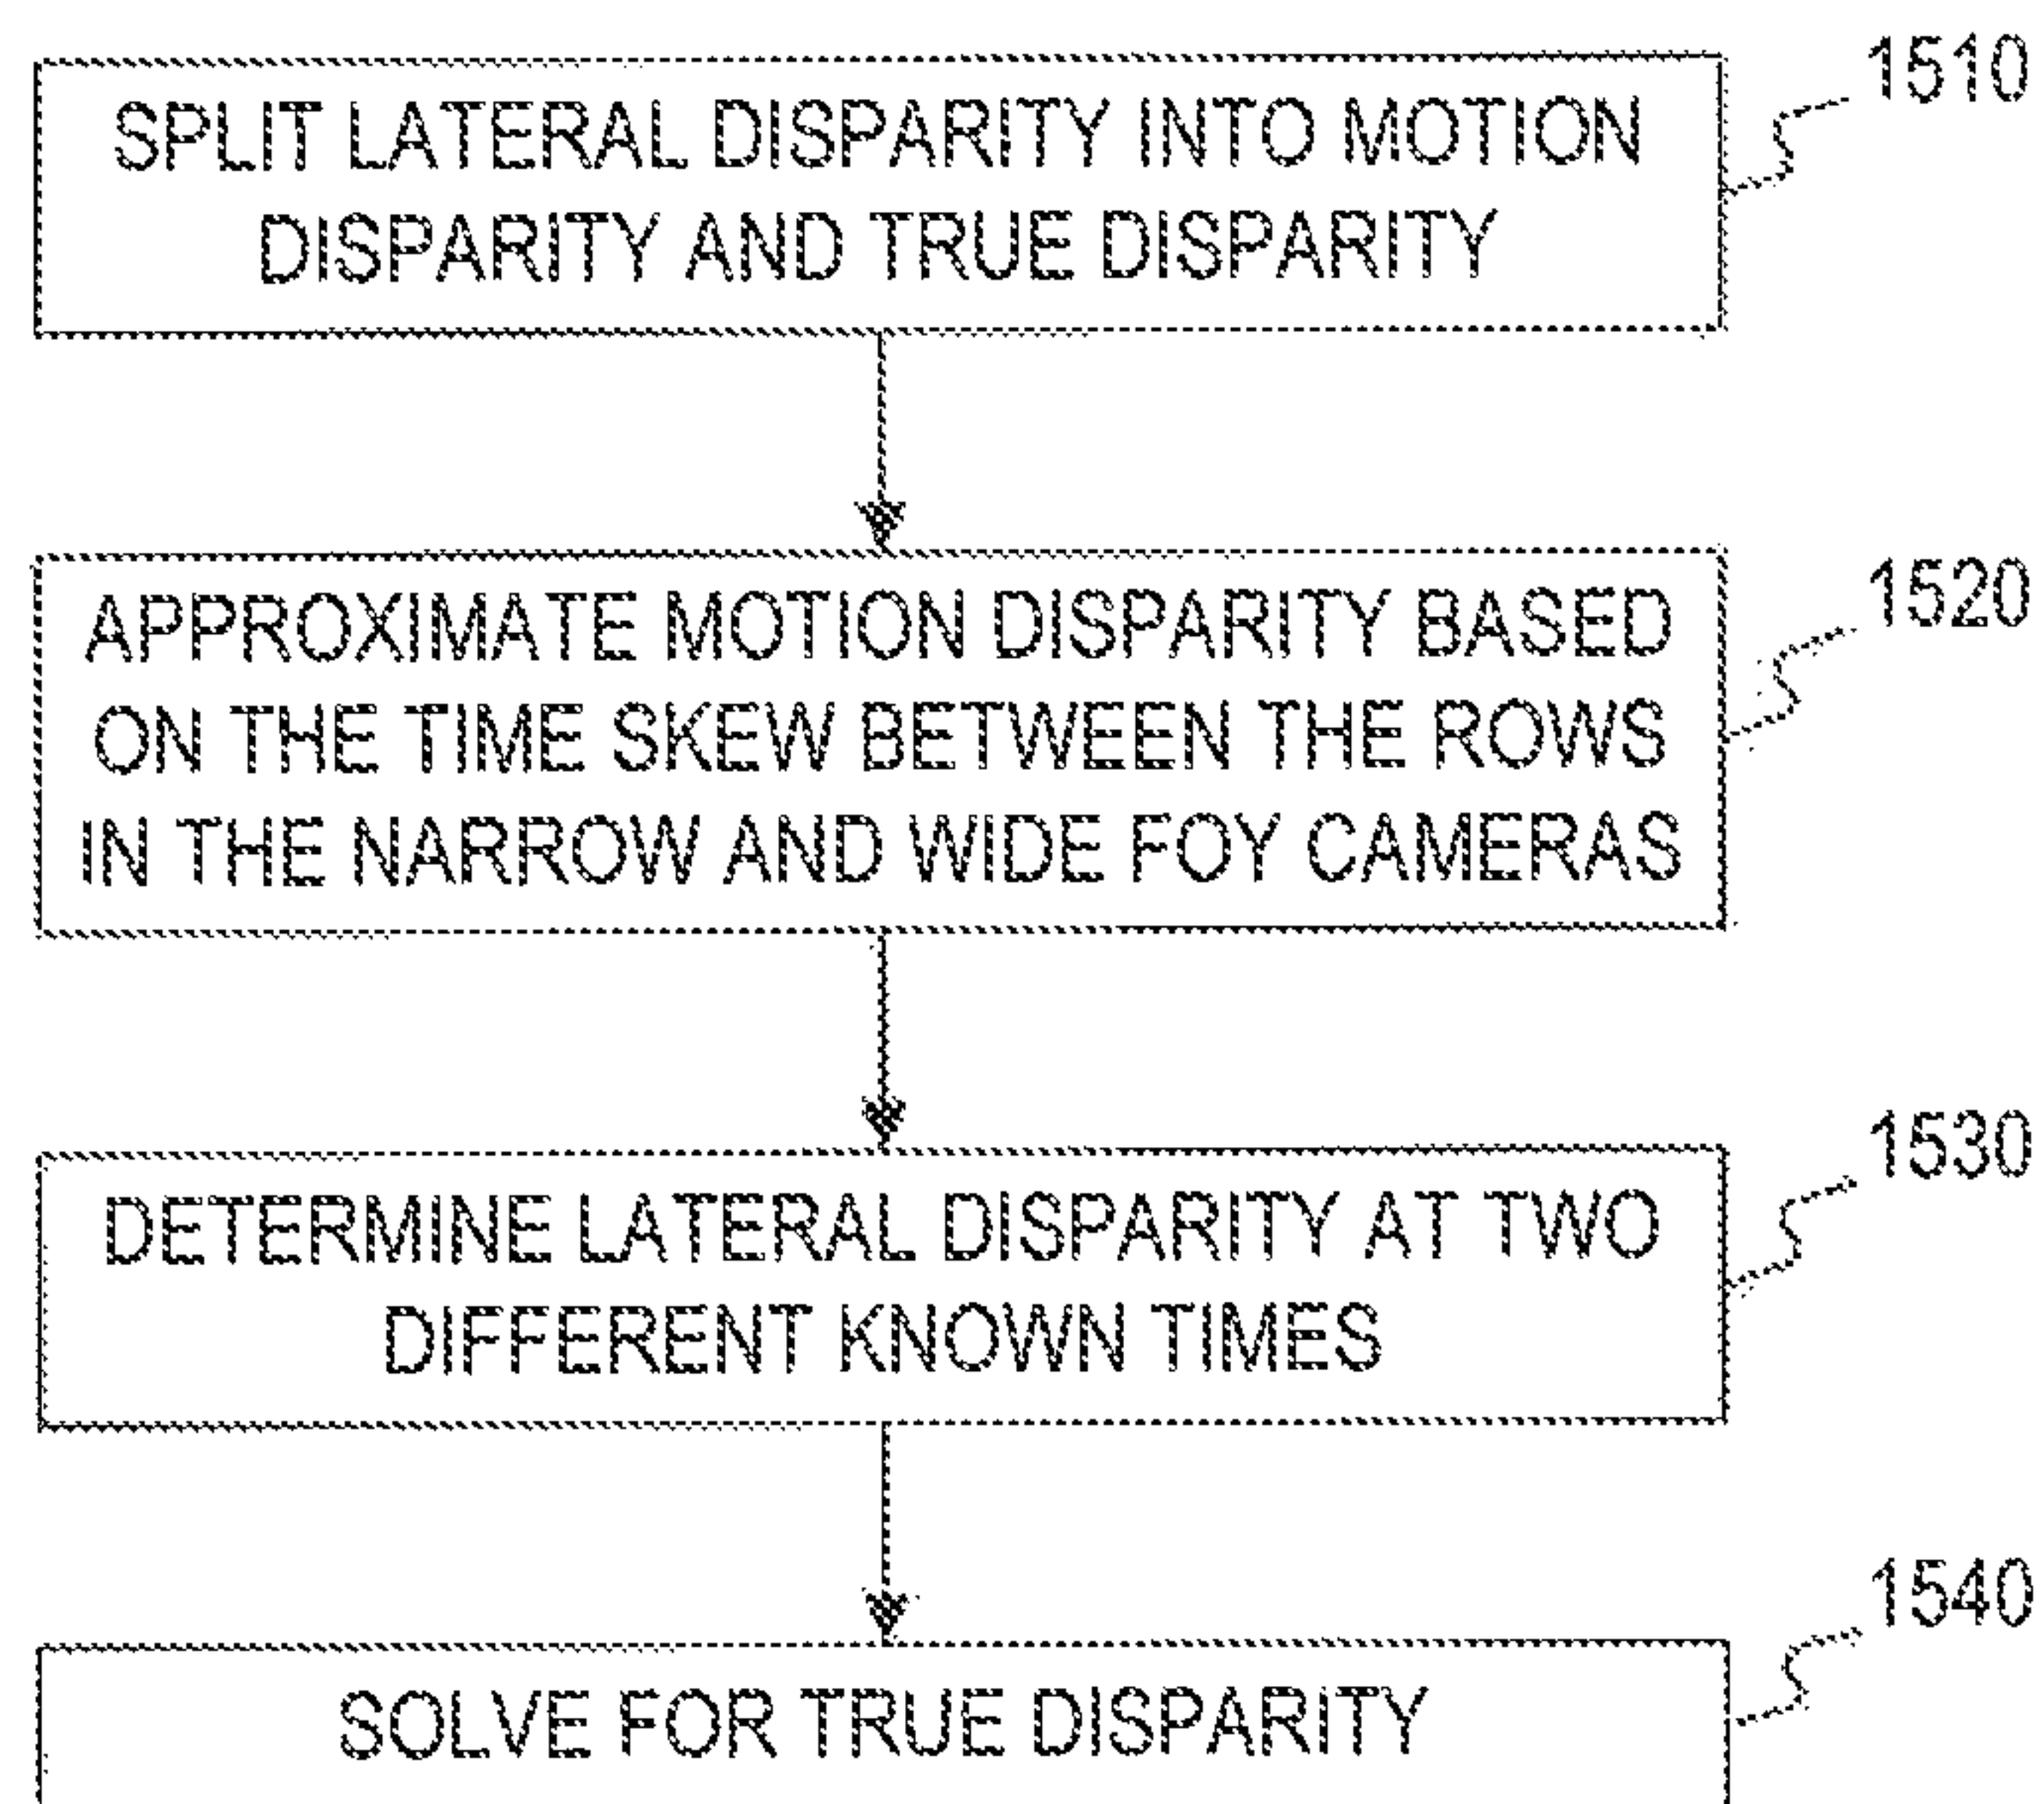 SPLIT LATERAL DISPARITY INTO MOTION
DISPARITY AND TRUE DISPARITY
1510
APPROXIMATE MOTION DISPARITY BASED
ON THE TIME SKEW BETWEEN THE ROWS
IN THE NARROW AND WIDE FOY CAMERAS
1520
DETERMINE LATERAL DISPARITY AT TWO
DIFFERENT KNOWN TIMES
1530
SOLVE FOR TRUE DISPARITY
1540